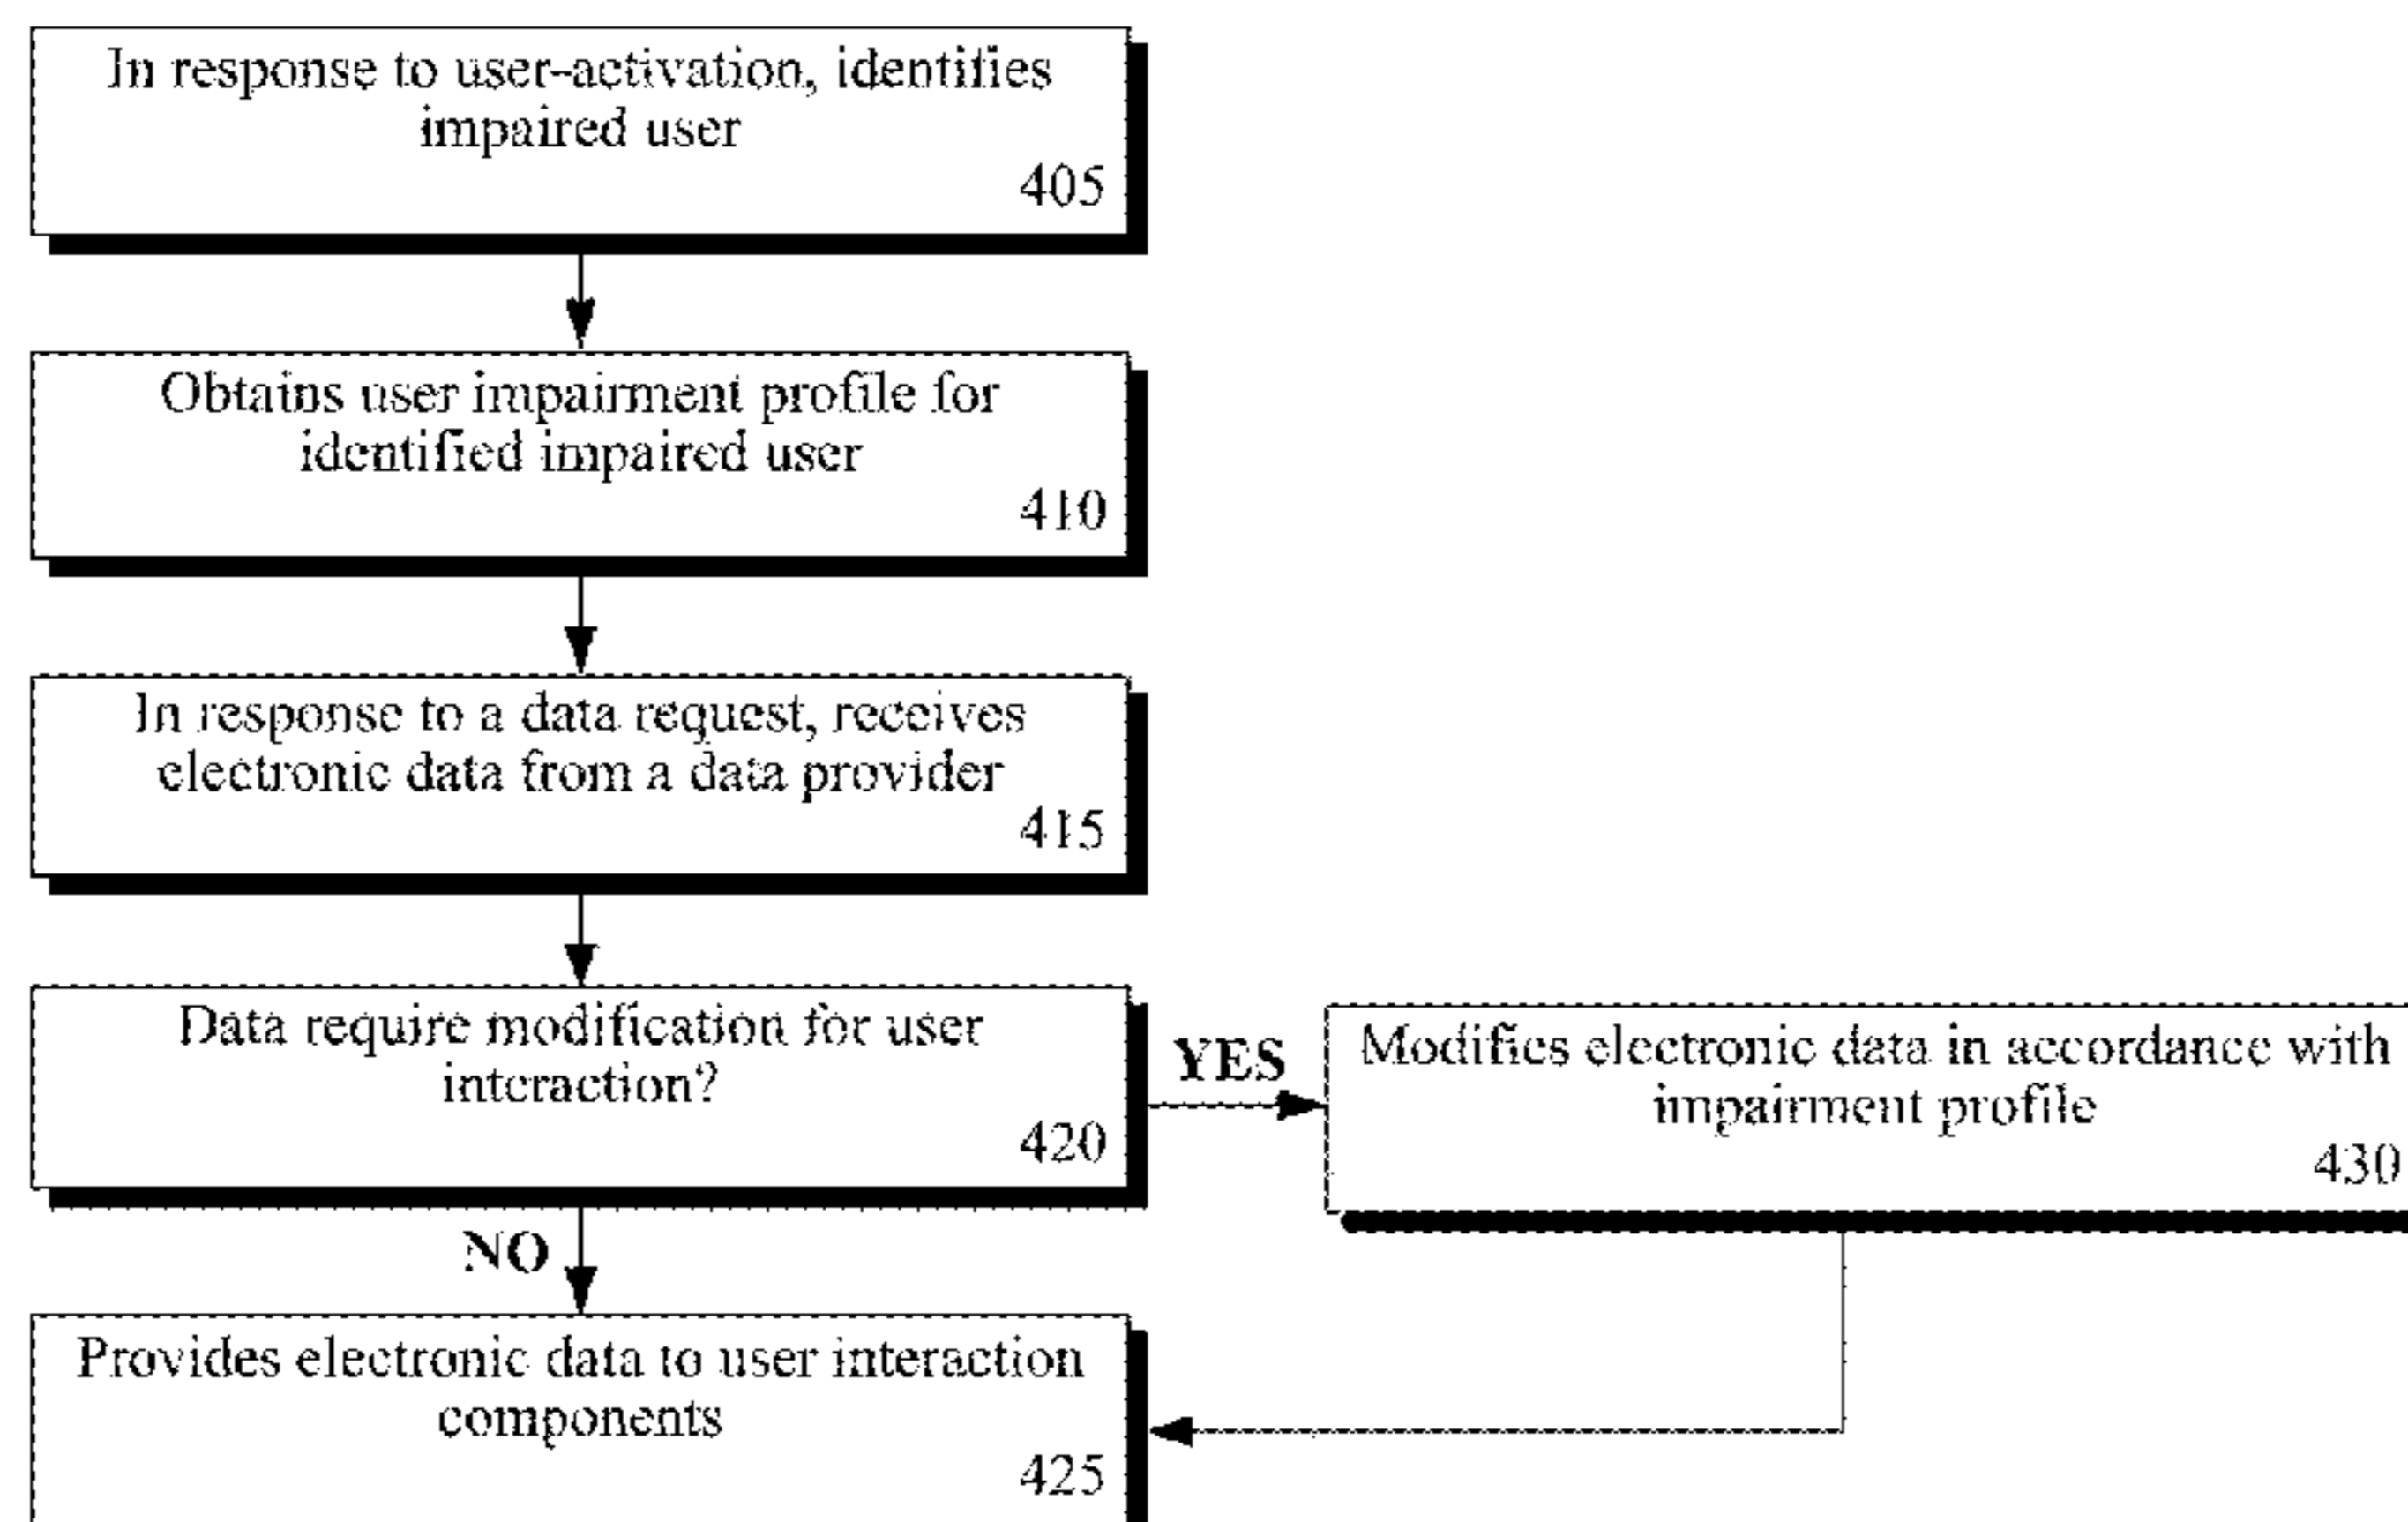 In response to user-activation, identifies
impaired user
405
Obtains user impairment profile for
identified impaired user
410
In response to a data request, receives
electronic data from a data provider
415
Data require modification for user
interaction?
420
YES
Modifies electronic data in accordance with
impairment profile
430
NO
Provides electronic data to user interaction
components
425